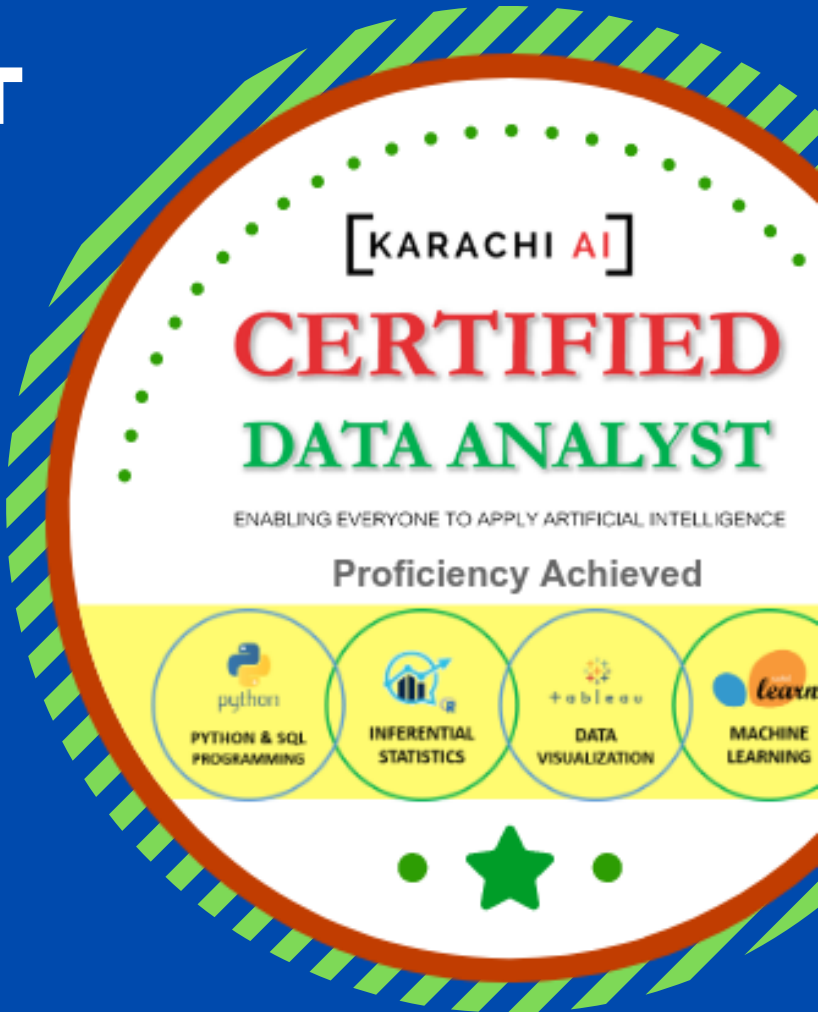 T
[KARACHI AI]
CERTIFIED
DATA ANALYST
ENABLING EVERYONE TO APPLY ARTIFICIAL INTELLIGENCE
Proficiency Achieved
python
PYTHON & SQL
PROGRAMMING
R
INFERENTIAL
STATISTICS
+ableau
DATA
VISUALIZATION
learn
MACHINE
LEARNING